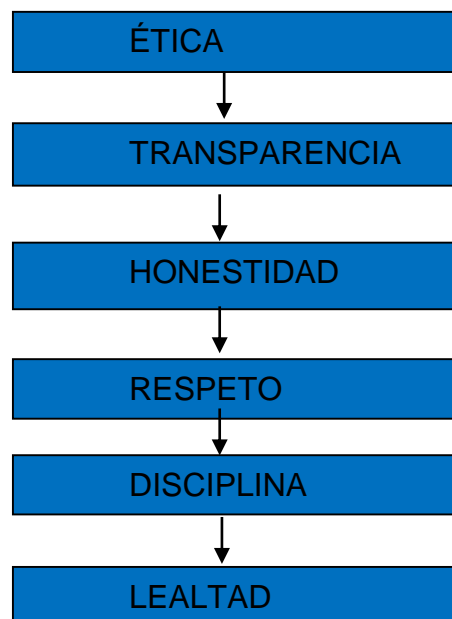 ÉTICA
TRANSPARENCIA
HONESTIDAD
RESPETO
DISCIPLINA
LEALTAD